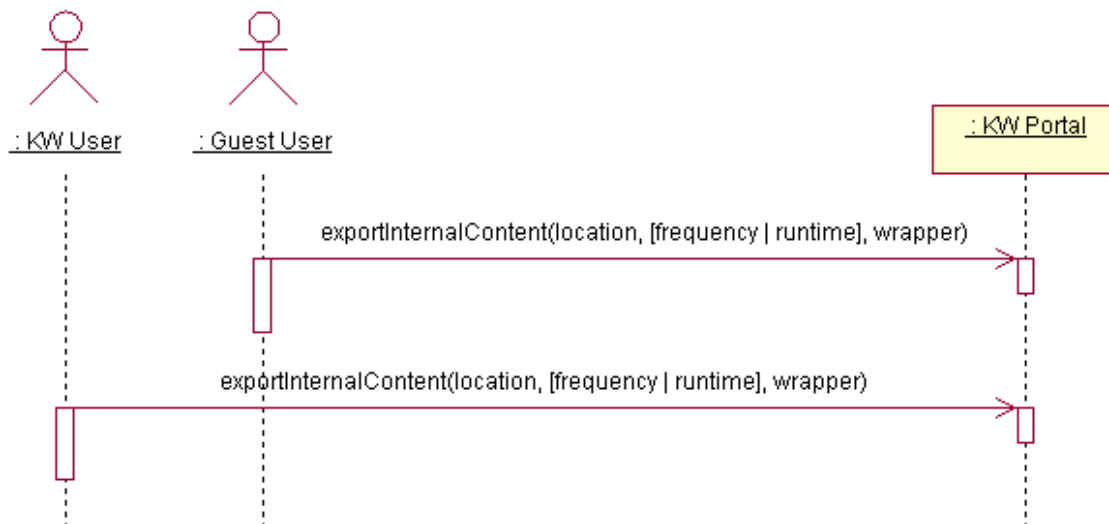 : KW User
: Guest User
: KW Portal
exportInternalContent(location, [frequency | runtime], wrapper)
exportInternalContent(location, [frequency | runtime], wrapper)